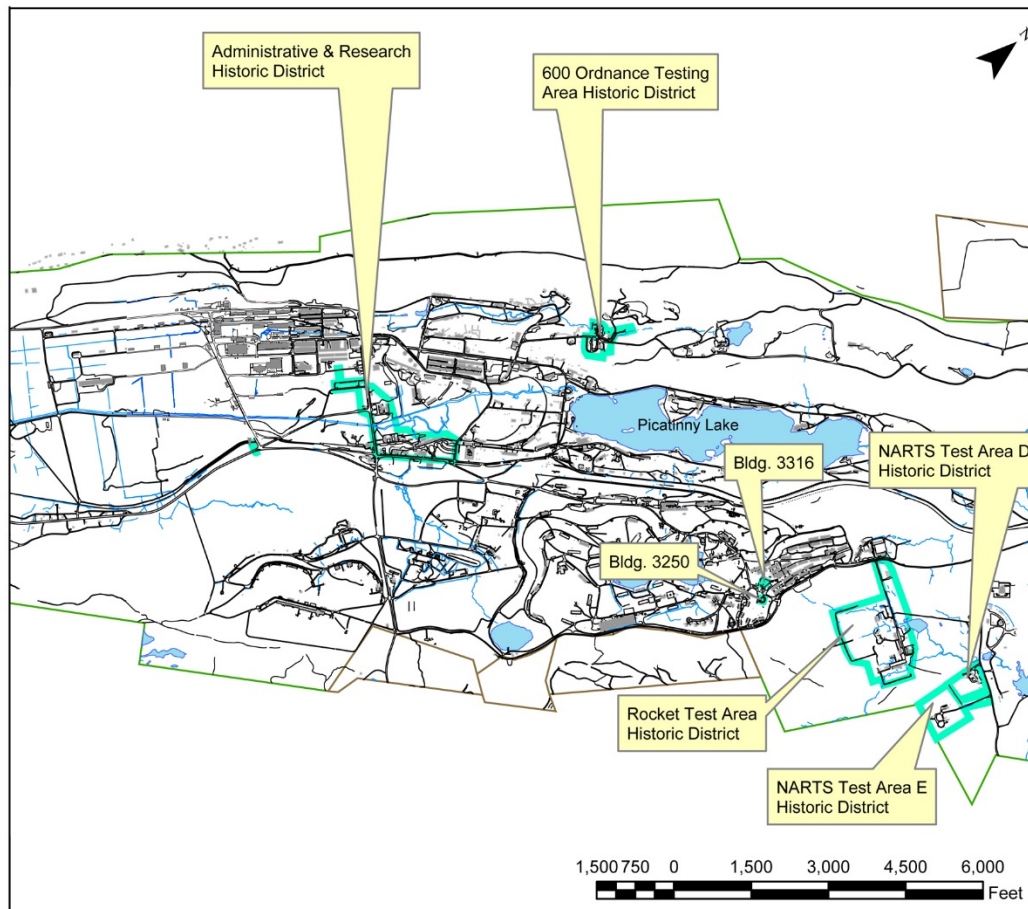 Administrative & Research
Historic District
600 Ordnance Testing
Area Historic District
N
Picatinny Lake
NARTS Test Area D
Historic District
Bldg. 3316
Bldg. 3250
Rocket Test Area
Historic District
NARTS Test Area E
Historic District
1,500 750 0 1,500 3,000 4,500 6,000
Feet